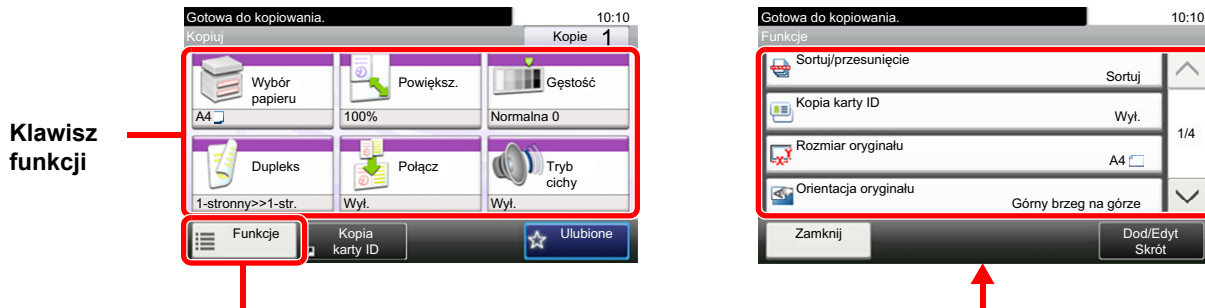 Gotowa do kopiowania.
10:10
Kopiuj
Kopie 1
Wybór
papieru
A4
Powiększ.
100%
Gęstość
Normalna 0
Dupleks
1-stronny>>1-str.
Połącz
Wył.
Tryb
cichy
Wył.
Funkcje
Kopia
karty ID
Ulubione
Klawisz
funkcji
Gotowa do kopiowania.
10:10
Funkcje
Sortuj/przesunięcie
Sortuj
Kopia karty ID
Wył.
Rozmiar oryginału
A4
Orientacja oryginału
Górny brzeg na górze
1/4
Zamknij
Dod/Edyt
Skrót